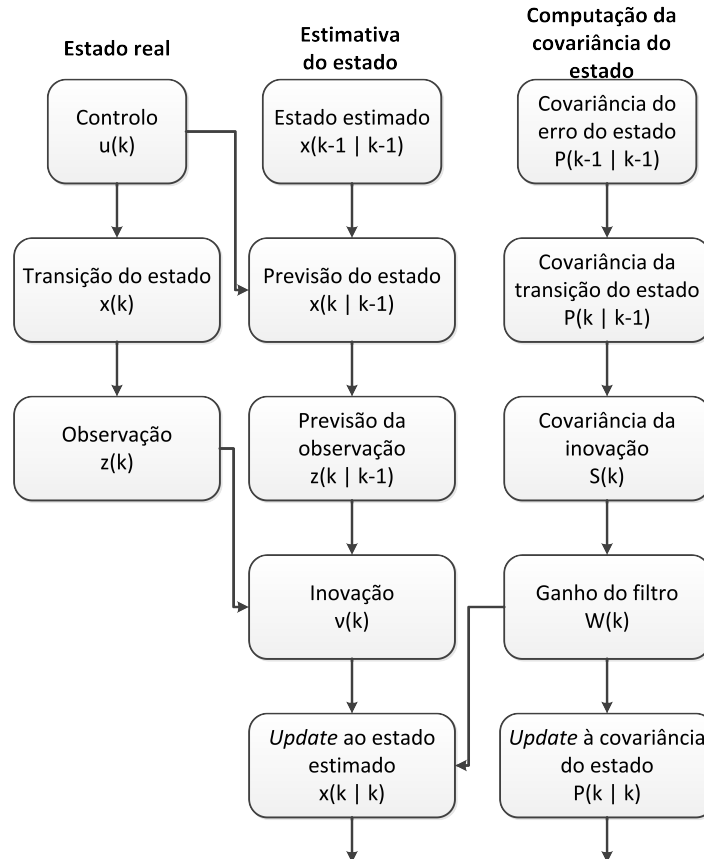 Estado real
Estimativa
do estado
Computação da
covariância do
estado
Controlo
u(k)
Estado estimado
x(k-1 | k-1)
Covariância do
erro do estado
P(k-1 | k-1)
Transição do estado
x(k)
Previsão do estado
x(k | k-1)
Covariância da
transição do estado
P(k | k-1)
Observação
z(k)
Previsão da
observação
z(k | k-1)
Covariância da
inovação
S(k)
Inovação
v(k)
Ganho do filtro
W(k)
Update ao estado
estimado
x(k | k)
Update à covariância
do estado
P(k | k)